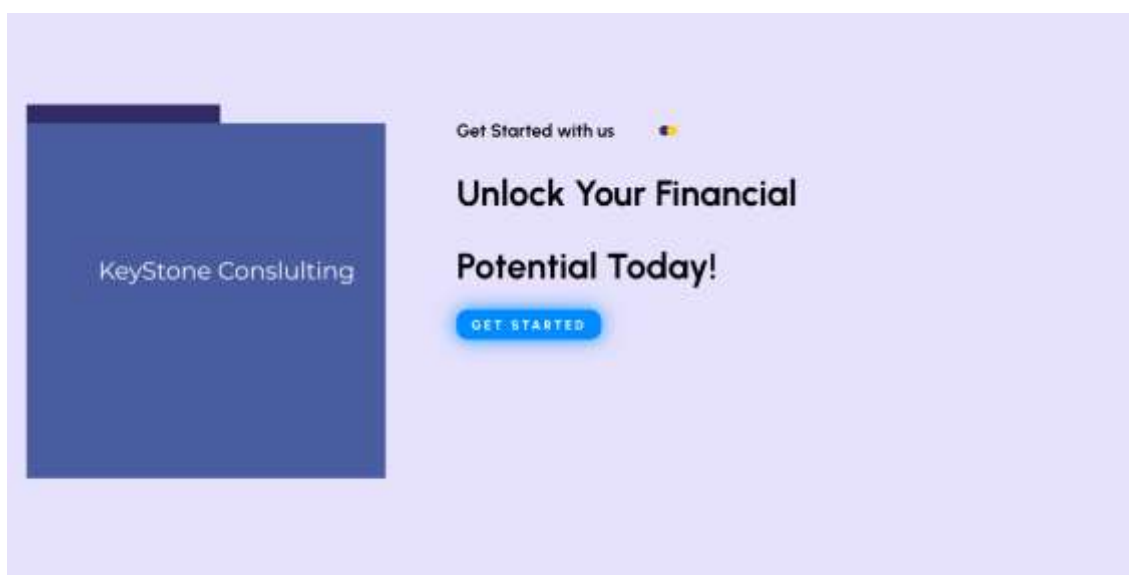 Get Started with us
Unlock Your Financial
Potential Today!
KeyStone Conslulting
GET STARTED